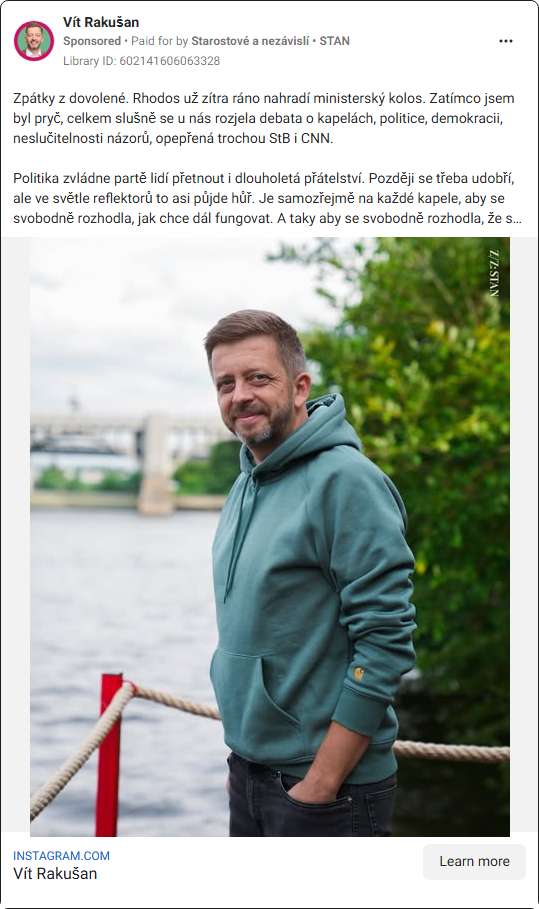 Vít Rakušan
Sponsored • Paid for by Starostové a nezávislí • STAN
Library ID: 602141606063328
Zpátky z dovolené. Rhodos už zítra ráno nahradí ministerský kolos. Zatímco jsem
byl pryč, celkem slušně se u nás rozjela debata o kapelách, politice, demokracii,
neslučitelnosti názorů, opepřená trochou StB i CNN.
Politika zvládne partě lidí přetnout i dlouholetá přátelství. Později se třeba udobří,
ale ve světle reflektorů to asi půjde hůř. Je samozřejmě na každé kapele, aby se
svobodně rozhodla, jak chce dál fungovat. A taky aby se svobodně rozhodla, že s...
Z/Z:STAN
INSTAGRAM.COM
Vít Rakušan
Learn more